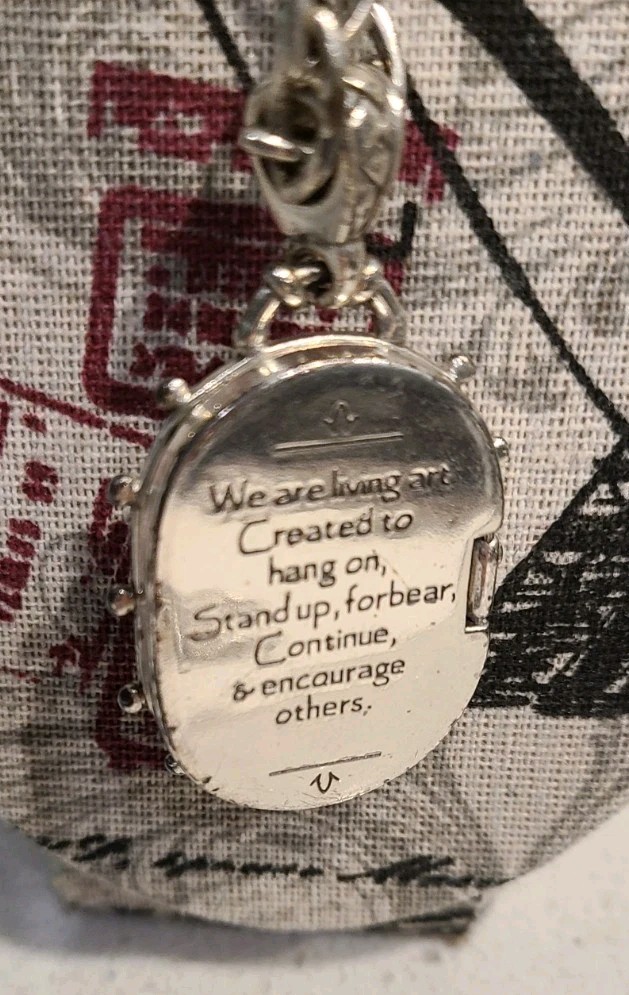 We are living art
Created to
hang on,
Stand up, forbear,
Continue,
& encourage
others.